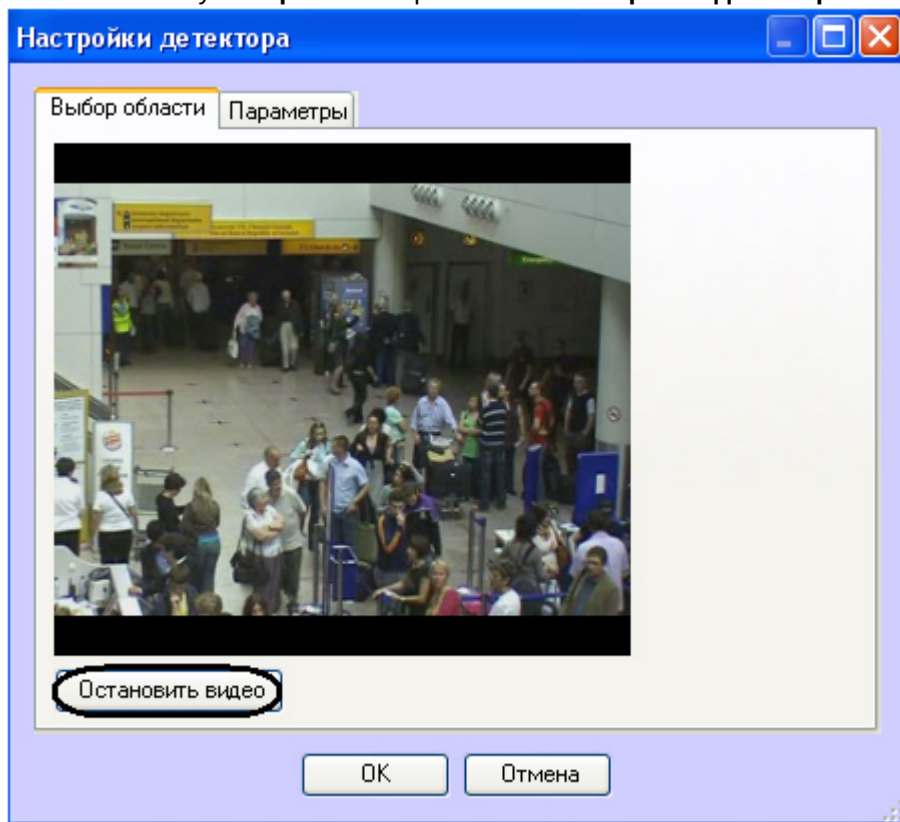 Настройки детектора
Выбор области
Параметры
Остановить видео
OK
Отмена